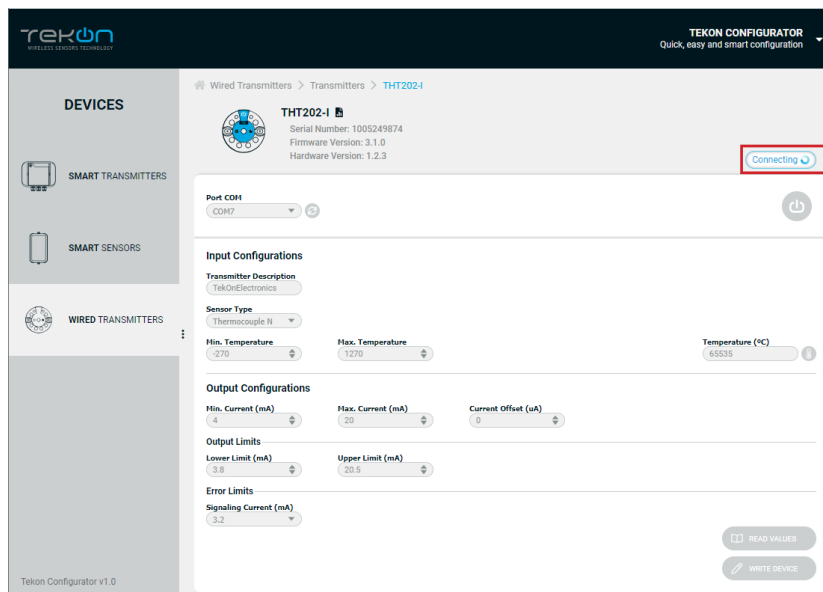 TEKON
WIRELESS SENSORS TECHNOLOGY
TEKON CONFIGURATOR
Quick, easy and smart configuration
DEVICES
SMART TRANSMITTERS
SMART SENSORS
WIRED TRANSMITTERS
Tekon Configurator v1.0
Wired Transmitters > Transmitters > THT202-I
THT202-I
Serial Number: 1005249874
Firmware Version: 3.1.0
Hardware Version: 1.2.3
Connecting
Port COM
COM7
Input Configurations
Transmitter Description
TekOnElectronics
Sensor Type
Thermocouple N
Min. Temperature Max. Temperature Temperature (ºC)
-270 1270 65535
Output Configurations
Min. Current (mA) Max. Current (mA) Current Offset (uA)
4 20 0
Output Limits
Lower Limit (mA) Upper Limit (mA)
3.8 20.5
Error Limits
Signaling Current (mA)
3.2
READ VALUES
WRITE DEVICE